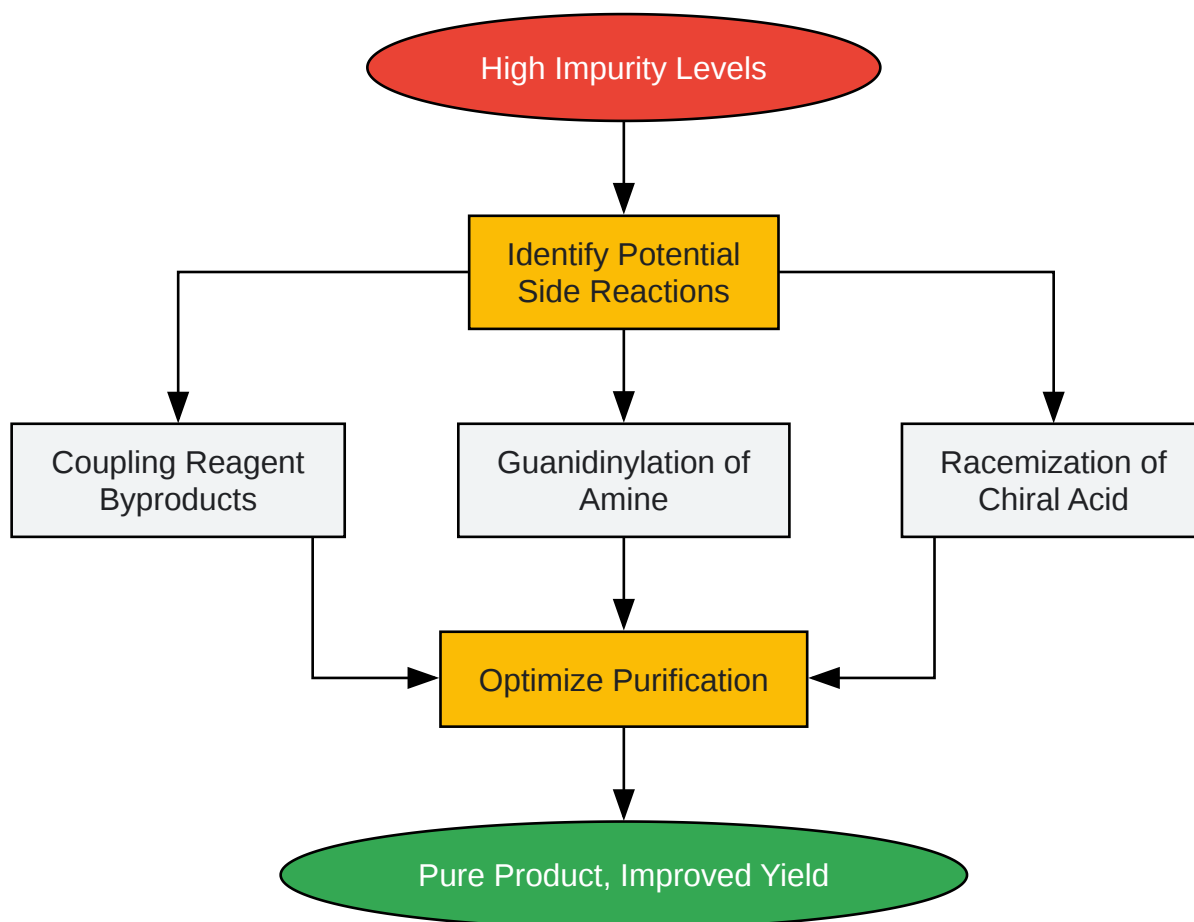 High Impurity Levels
Identify Potential
Side Reactions
Coupling Reagent
Byproducts
Guanidinylation of
Amine
Racemization of
Chiral Acid
Optimize Purification
Pure Product, Improved Yield